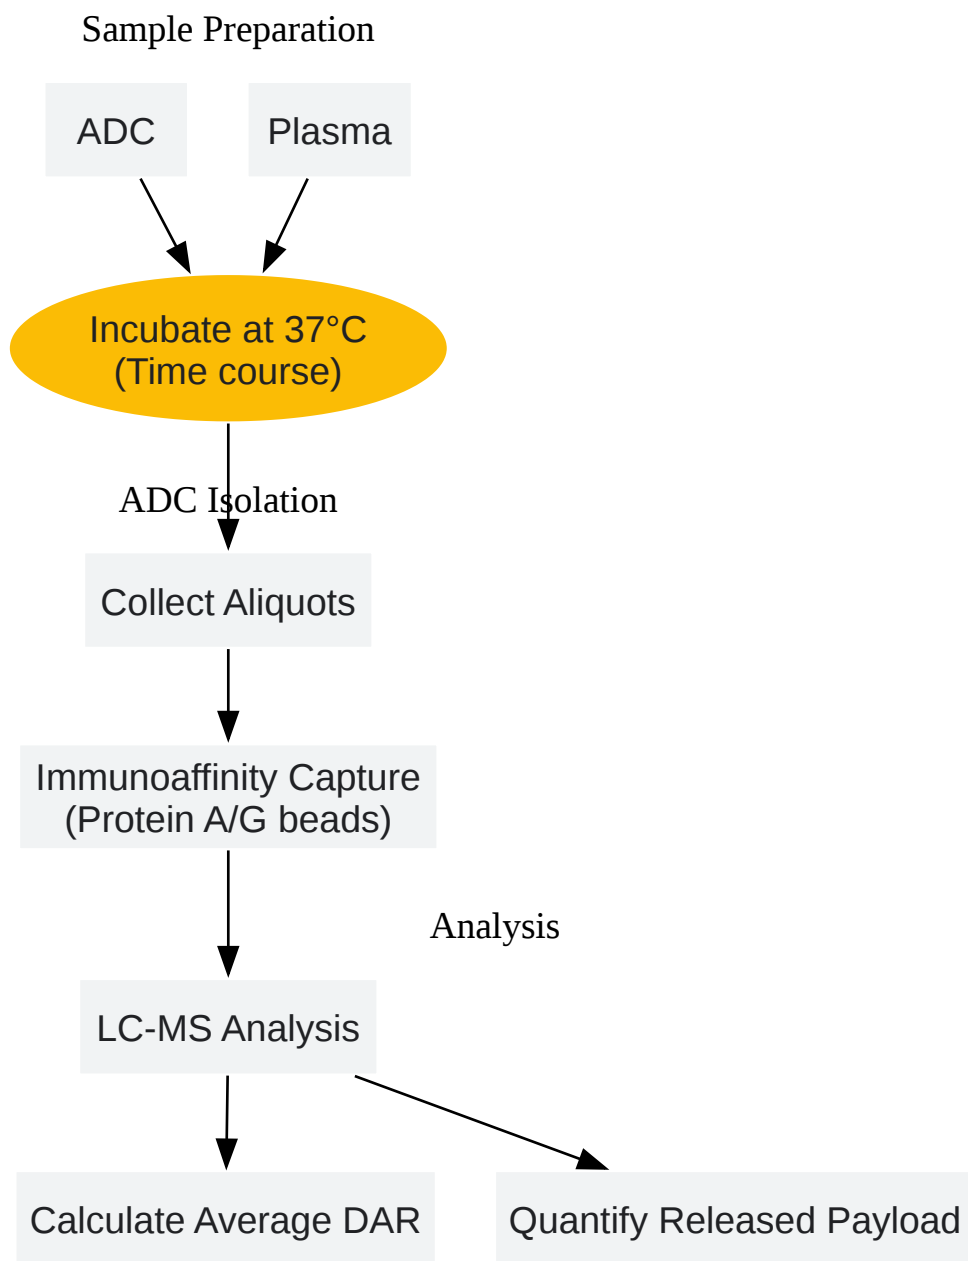 Sample Preparation
ADC
Plasma
Incubate at 37°C
(Time course)
ADC Isolation
Collect Aliquots
Immunoaffinity Capture
(Protein A/G beads)
Analysis
LC-MS Analysis
Calculate Average DAR
Quantify Released Payload